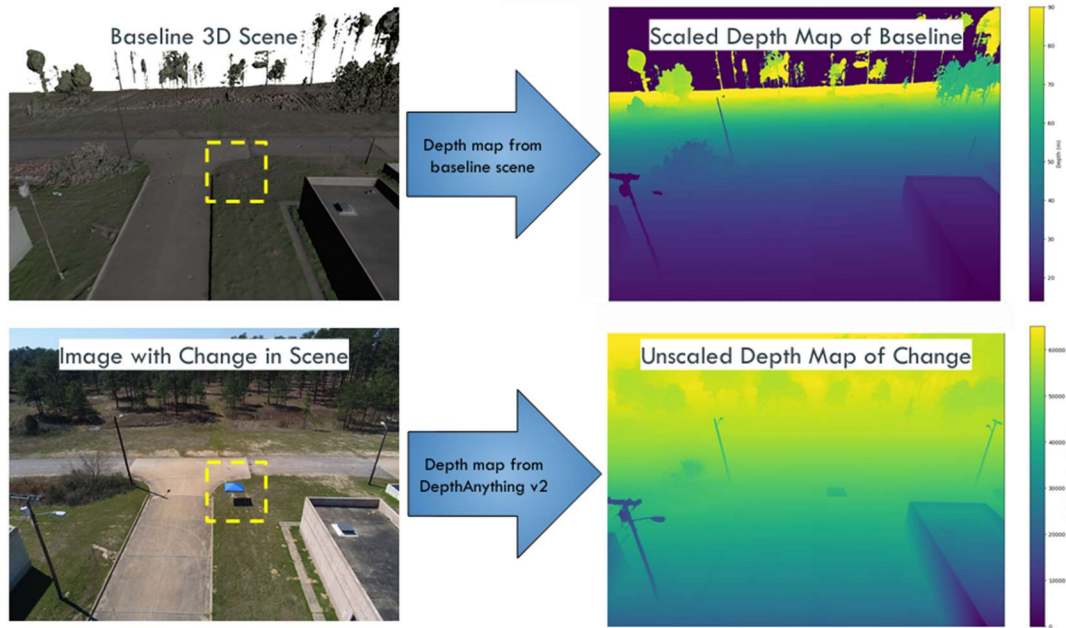 Baseline 3D Scene
Depth map from
baseline scene
Scaled Depth Map of Baseline
90
80
70
60
50
40
30
20
Depth (m)
Image with Change in Scene
Depth map from
DepthAnything v2
Unscaled Depth Map of Change
60000
50000
40000
30000
20000
10000
0